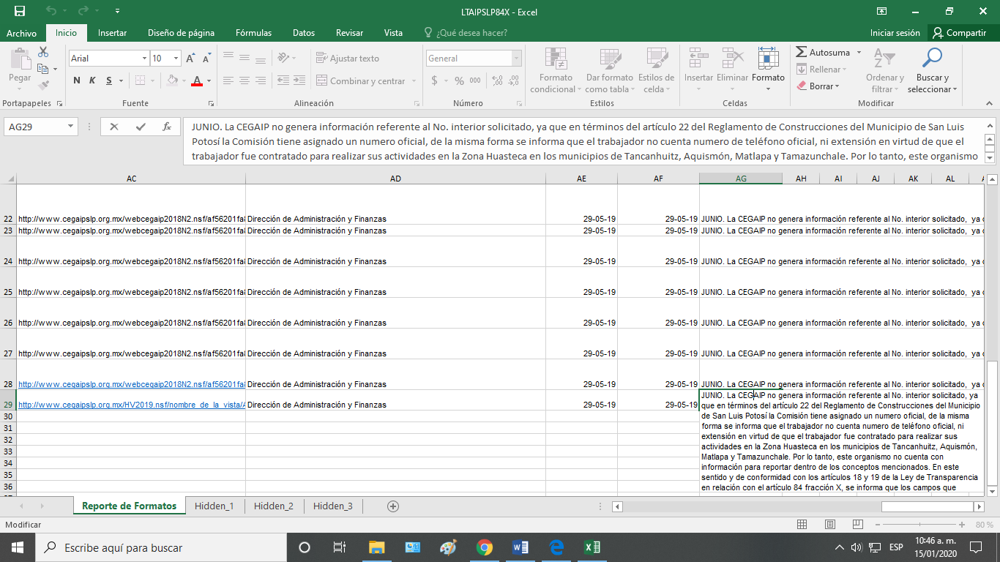 LTAIPSLP84X - Excel
Archivo Inicio Insertar Diseño de página Fórmulas Datos Revisar Vista ¿Qué desea hacer? Iniciar sesión Compartir
Pegar
Arial 10
N K S
Ajustar texto
Combinar y centrar
General
$ % 000
Formato condicional
Dar formato como tabla
Estilos de celda
Insertar Eliminar Formato
Autosuma
Rellenar
Borrar
Ordenar y filtrar
Buscar y seleccionar
Portapapeles Fuente Alineación Número Estilos Celdas Modificar
AG29
JUNIO. La CEGAIP no genera información referente al No. interior solicitado, ya que en términos del artículo 22 del Reglamento de Construcciones del Municipio de San Luis
Potosí la Comisión tiene asignado un numero oficial, de la misma forma se informa que el trabajador no cuenta numero de teléfono oficial, ni extensión en virtud de que el
trabajador fue contratado para realizar sus actividades en la Zona Huasteca en los municipios de Tancanhuitz, Aquismón, Matlapa y Tamazunchale. Por lo tanto, este organismo
AC AD AE AF AG AH AI AJ AK AL
22 http://www.cegaipslp.org.mx/webcegaip2018N2.nsf/af56201fa Dirección de Administración y Finanzas 29-05-19 29-05-19 JUNIO. La CEGAIP no genera información referente al No. interior solicitado, ya
23 http://www.cegaipslp.org.mx/webcegaip2018N2.nsf/af56201fa Dirección de Administración y Finanzas 29-05-19 29-05-19 JUNIO. La CEGAIP no genera información referente al No. interior solicitado, ya
24 http://www.cegaipslp.org.mx/webcegaip2018N2.nsf/af56201fa Dirección de Administración y Finanzas 29-05-19 29-05-19 JUNIO. La CEGAIP no genera información referente al No. interior solicitado, ya
25 http://www.cegaipslp.org.mx/webcegaip2018N2.nsf/af56201fa Dirección de Administración y Finanzas 29-05-19 29-05-19 JUNIO. La CEGAIP no genera información referente al No. interior solicitado, ya
26 http://www.cegaipslp.org.mx/webcegaip2018N2.nsf/af56201fa Dirección de Administración y Finanzas 29-05-19 29-05-19 JUNIO. La CEGAIP no genera información referente al No. interior solicitado, ya
27 http://www.cegaipslp.org.mx/webcegaip2018N2.nsf/af56201fa Dirección de Administración y Finanzas 29-05-19 29-05-19 JUNIO. La CEGAIP no genera información referente al No. interior solicitado, ya
28 http://www.cegaipslp.org.mx/webcegaip2018N2.nsf/af56201fa Dirección de Administración y Finanzas 29-05-19 29-05-19 JUNIO. La CEGAIP no genera información referente al No. interior solicitado, ya
29 http://www.cegaipslp.org.mx/HV2019.nsf/nombre_de_la_vista/ Dirección de Administración y Finanzas 29-05-19 29-05-19
JUNIO. La CEGAIP no genera información referente al No. interior solicitado, ya
que en términos del artículo 22 del Reglamento de Construcciones del Municipio
de San Luis Potosí la Comisión tiene asignado un numero oficial, de la misma
forma se informa que el trabajador no cuenta numero de teléfono oficial, ni
extensión en virtud de que el trabajador fue contratado para realizar sus
actividades en la Zona Huasteca en los municipios de Tancanhuitz, Aquismón,
Matlapa y Tamazunchale. Por lo tanto, este organismo no cuenta con
información para reportar dentro de los conceptos mencionados. En este
sentido y de conformidad con los artículos 18 y 19 de la Ley de Transparencia
en relación con el artículo 84 fracción X, se informa que los campos que
30
31
32
33
34
35
36
Reporte de Formatos Hidden_1 Hidden_2 Hidden_3
Modificar 80 %
Escribe aquí para buscar
ESP
10:46 a. m.
15/01/2020